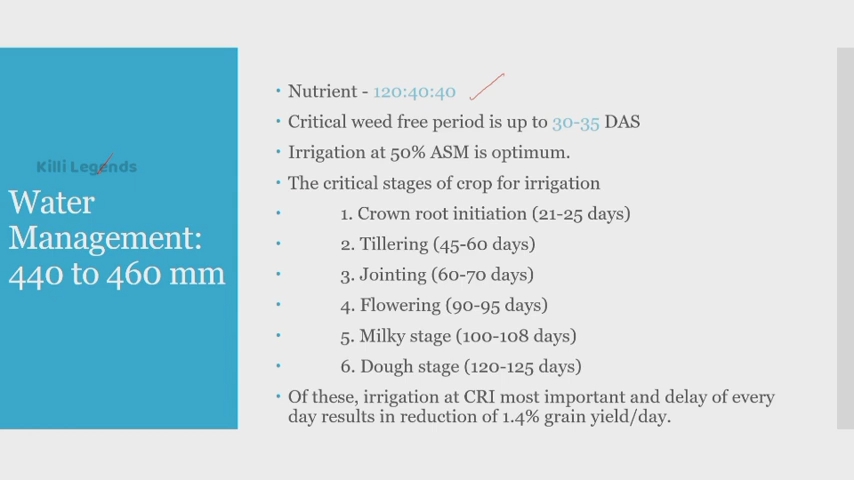 Killi Legends
Water
Management:
440 to 460 mm
• Nutrient - 120:40:40
• Critical weed free period is up to 30-35 DAS
• Irrigation at 50% ASM is optimum.
• The critical stages of crop for irrigation
• 1. Crown root initiation (21-25 days)
• 2. Tillering (45-60 days)
• 3. Jointing (60-70 days)
• 4. Flowering (90-95 days)
• 5. Milky stage (100-108 days)
• 6. Dough stage (120-125 days)
• Of these, irrigation at CRI most important and delay of every
day results in reduction of 1.4% grain yield/day.